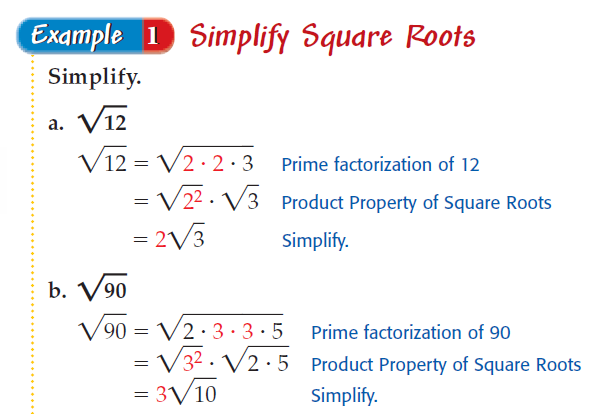 Example 1 Simplify Square Roots
Simplify.
a. √12
√12 = √2 · 2 · 3 Prime factorization of 12
= √2² · √3 Product Property of Square Roots
= 2√3 Simplify.
b. √90
√90 = √2 · 3 · 3 · 5 Prime factorization of 90
= √3² · √2 · 5 Product Property of Square Roots
= 3√10 Simplify.